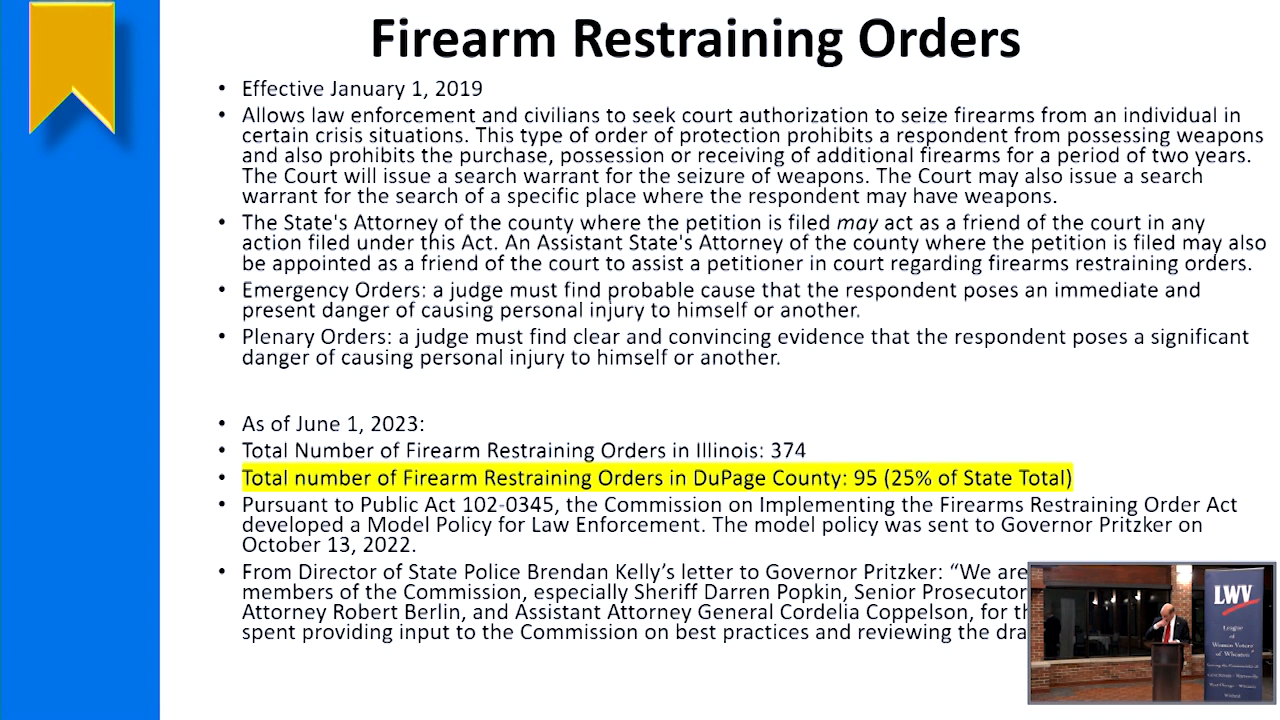 Firearm Restraining Orders
• Effective January 1, 2019
• Allows law enforcement and civilians to seek court authorization to seize firearms from an individual in
certain crisis situations. This type of order of protection prohibits a respondent from possessing weapons
and also prohibits the purchase, possession or receiving of additional firearms for a period of two years.
The Court will issue a search warrant for the seizure of weapons. The Court may also issue a search
warrant for the search of a specific place where the respondent may have weapons.
• The State's Attorney of the county where the petition is filed may act as a friend of the court in any
action filed under this Act. An Assistant State's Attorney of the county where the petition is filed may also
be appointed as a friend of the court to assist a petitioner in court regarding firearms restraining orders.
• Emergency Orders: a judge must find probable cause that the respondent poses an immediate and
present danger of causing personal injury to himself or another.
• Plenary Orders: a judge must find clear and convincing evidence that the respondent poses a significant
danger of causing personal injury to himself or another.
• As of June 1, 2023:
• Total Number of Firearm Restraining Orders in Illinois: 374
• Total number of Firearm Restraining Orders in DuPage County: 95 (25% of State Total)
• Pursuant to Public Act 102-0345, the Commission on Implementing the Firearms Restraining Order Act
developed a Model Policy for Law Enforcement. The model policy was sent to Governor Pritzker on
October 13, 2022.
• From Director of State Police Brendan Kelly’s letter to Governor Pritzker: “We are
members of the Commission, especially Sheriff Darren Popkin, Senior Prosecutor
Attorney Robert Berlin, and Assistant Attorney General Cordelia Coppelson, for th
spent providing input to the Commission on best practices and reviewing the dra
LWV
League
of
Women Voters
of Wheaton